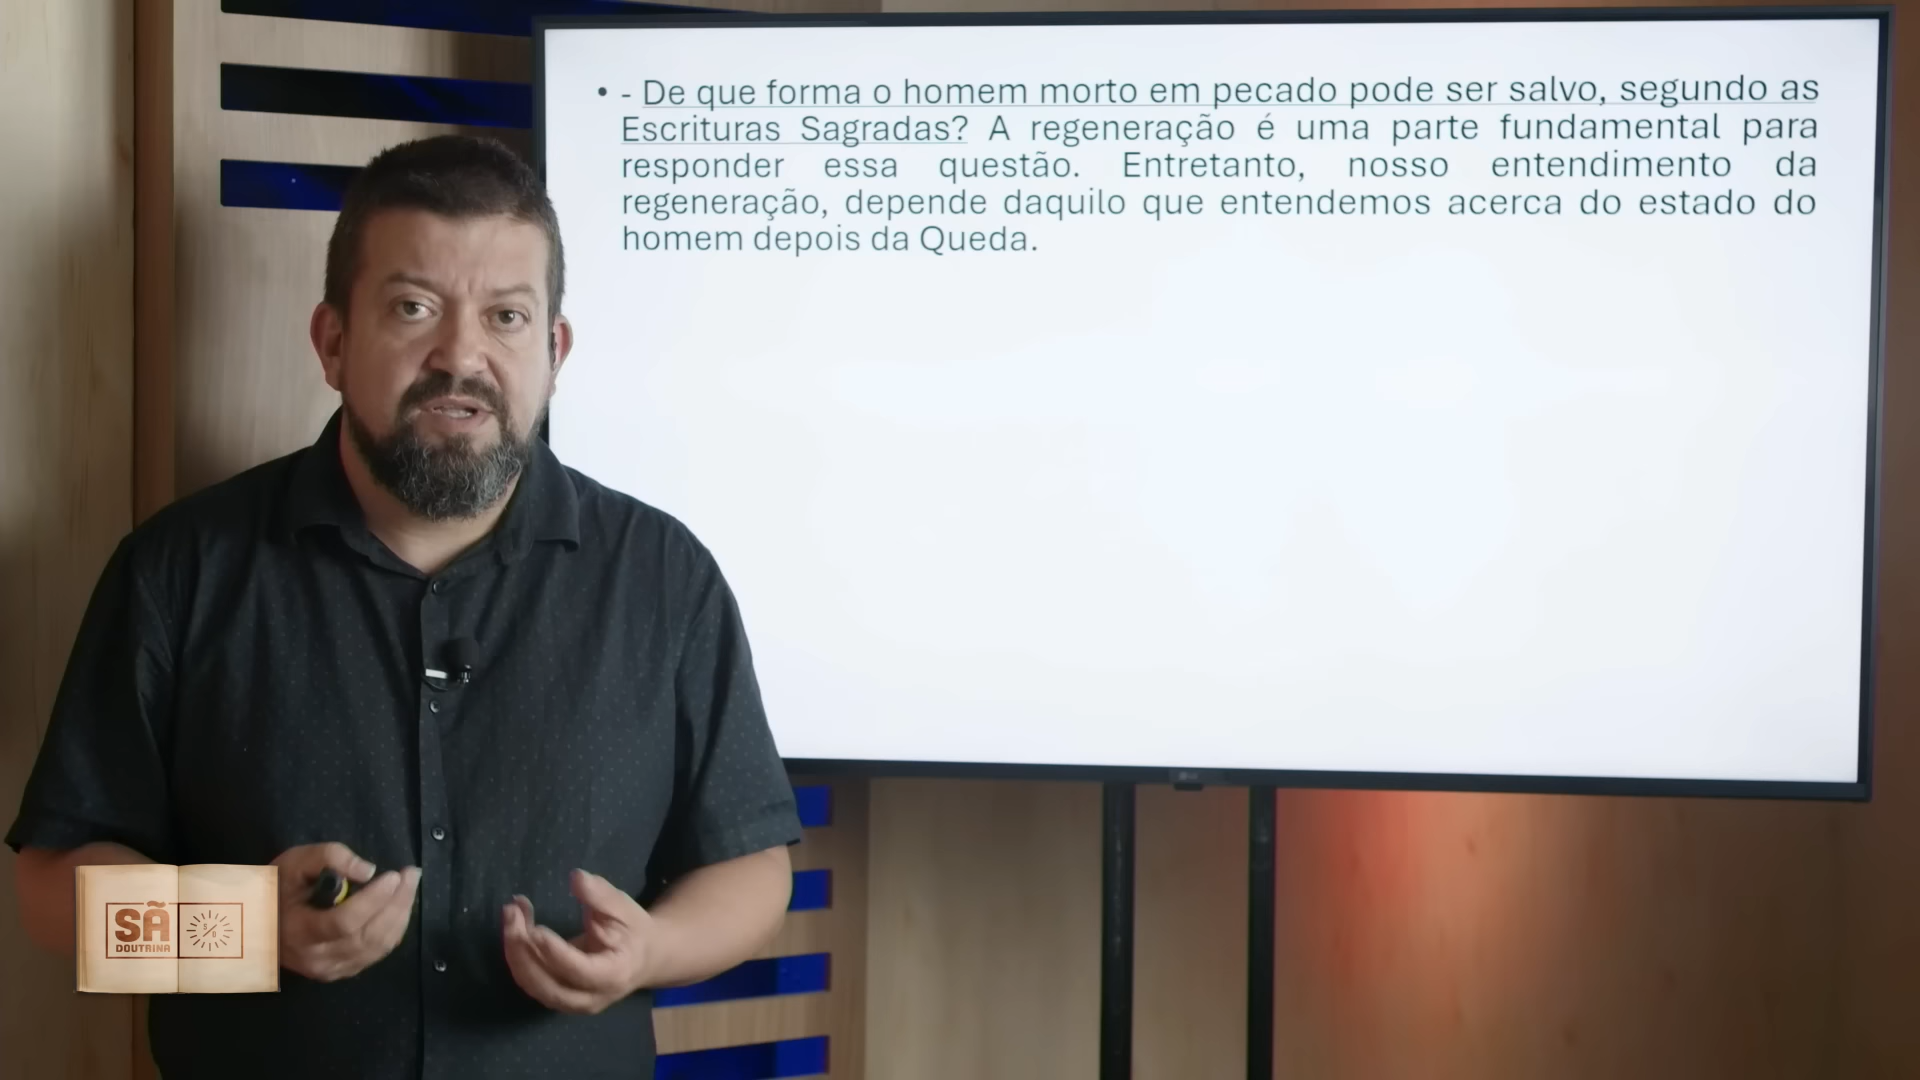 • - De que forma o homem morto em pecado pode ser salvo, segundo as
Escrituras Sagradas? A regeneração é uma parte fundamental para
responder essa questão. Entretanto, nosso entendimento da
regeneração, depende daquilo que entendemos acerca do estado do
homem depois da Queda.
SÃ
DOUTRINA